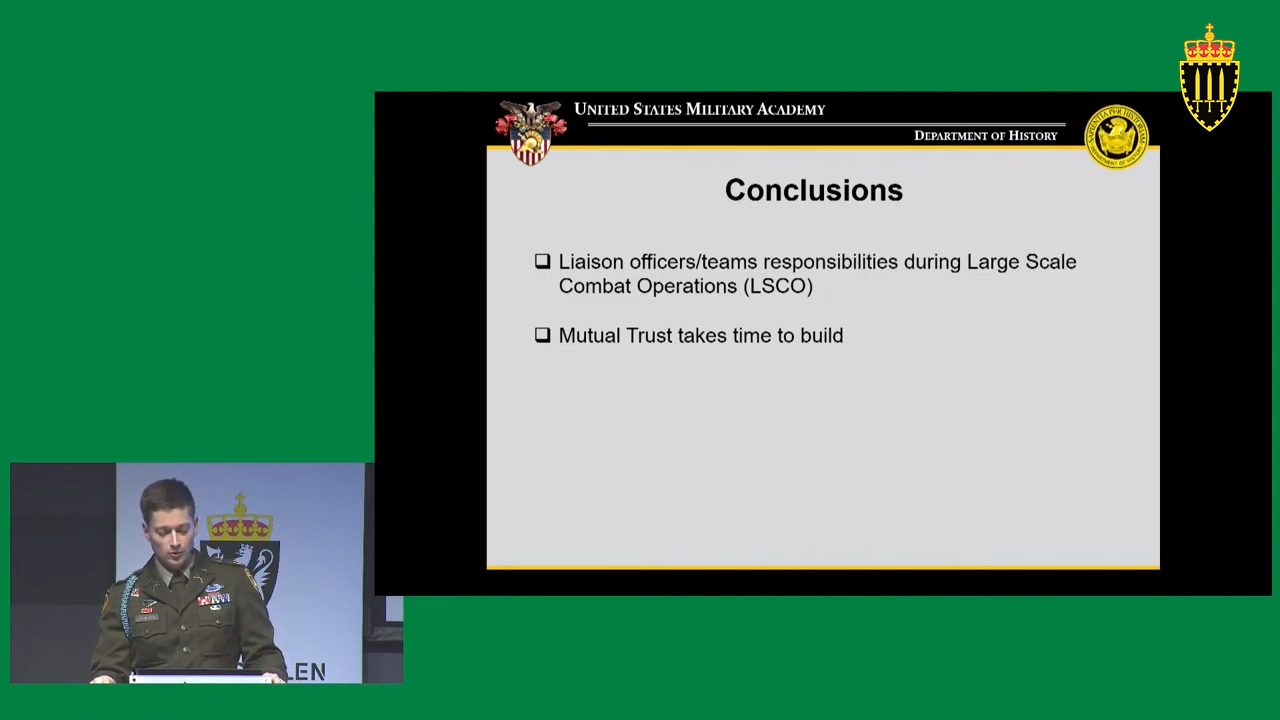 UNITED STATES MILITARY ACADEMY
DEPARTMENT OF HISTORY
Conclusions
Liaison officers/teams responsibilities during Large Scale
Combat Operations (LSCO)
Mutual Trust takes time to build
LEN